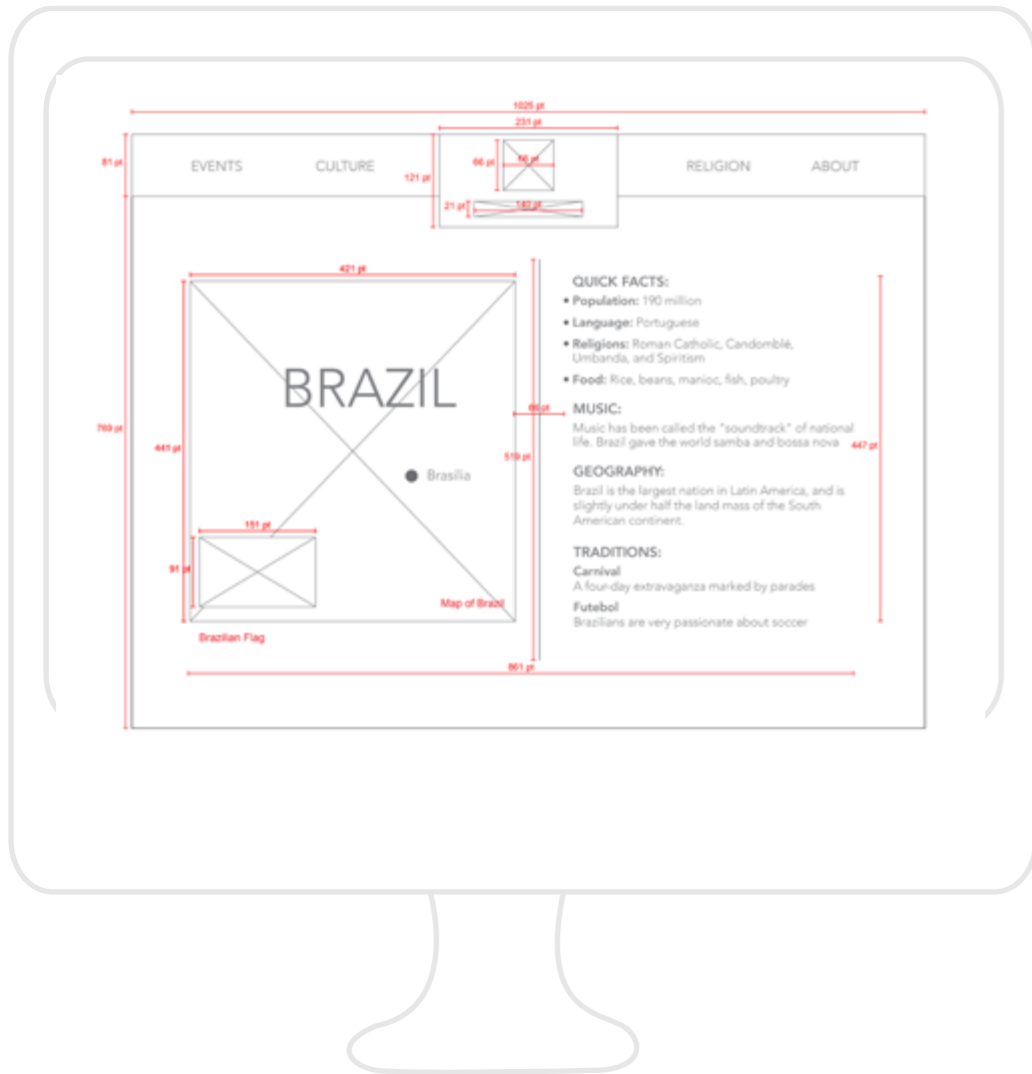 1025 pt
231 pt
81 pt
EVENTS
CULTURE
121 pt
66 pt
66 pt
21 pt
140 pt
RELIGION
ABOUT
421 pt
769 pt
441 pt
BRAZIL
Brasília
151 pt
91 pt
Map of Brazil
Brazilian Flag
66 pt
519 pt
QUICK FACTS:
• Population: 190 million
• Language: Portuguese
• Religions: Roman Catholic, Candomblé,
Umbanda, and Spiritism
• Food: Rice, beans, manioc, fish, poultry
MUSIC:
Music has been called the "soundtrack" of national
life. Brazil gave the world samba and bossa nova
447 pt
GEOGRAPHY:
Brazil is the largest nation in Latin America, and is
slightly under half the land mass of the South
American continent.
TRADITIONS:
Carnival
A four-day extravaganza marked by parades
Futebol
Brazilians are very passionate about soccer
861 pt